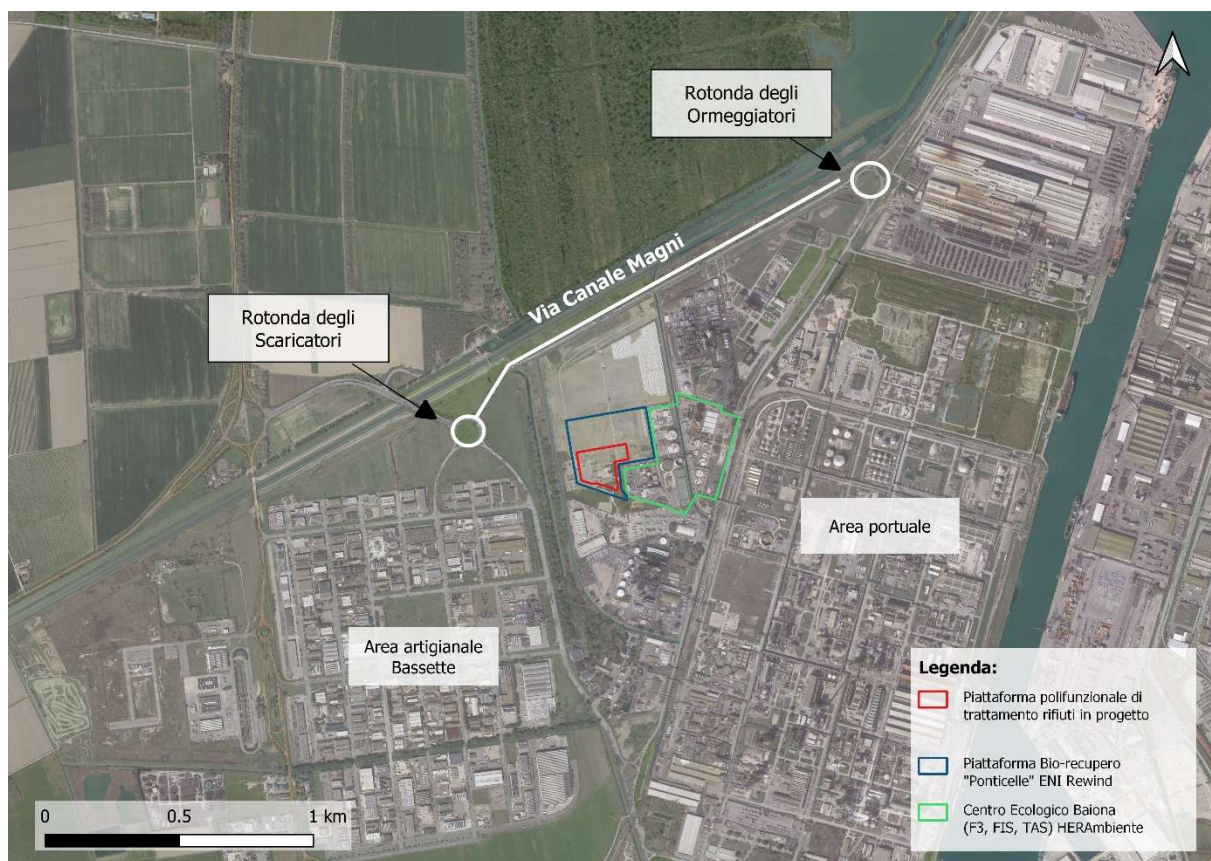 Rotonda degli
Ormeggiatori
Via Canale Magni
Rotonda degli
Scaricatori
Area portuale
Area artigianale
Bassette
Legenda:
Piattaforma polifunzionale di
trattamento rifiuti in progetto
Piattaforma Bio-recupero
"Ponticelle" ENI Rewind
Centro Ecologico Baiona
(F3, FIS, TAS) HERAmbiente
0 0.5 1 km